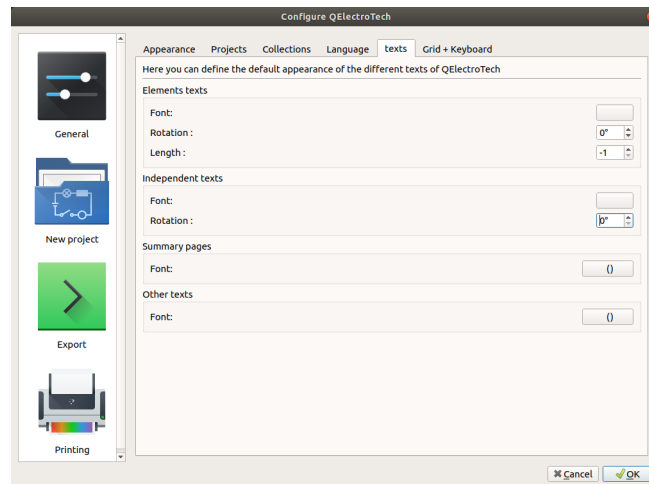 Configure QElectroTech
Appearance Projects Collections Language texts Grid + Keyboard
Here you can define the default appearance of the different texts of QElectroTech
Elements texts
Font:
Rotation : 0°
Length : -1
Independent texts
Font:
Rotation : 0°
Summary pages
Font: ()
Other texts
Font: ()
General
New project
Export
Printing
Cancel OK